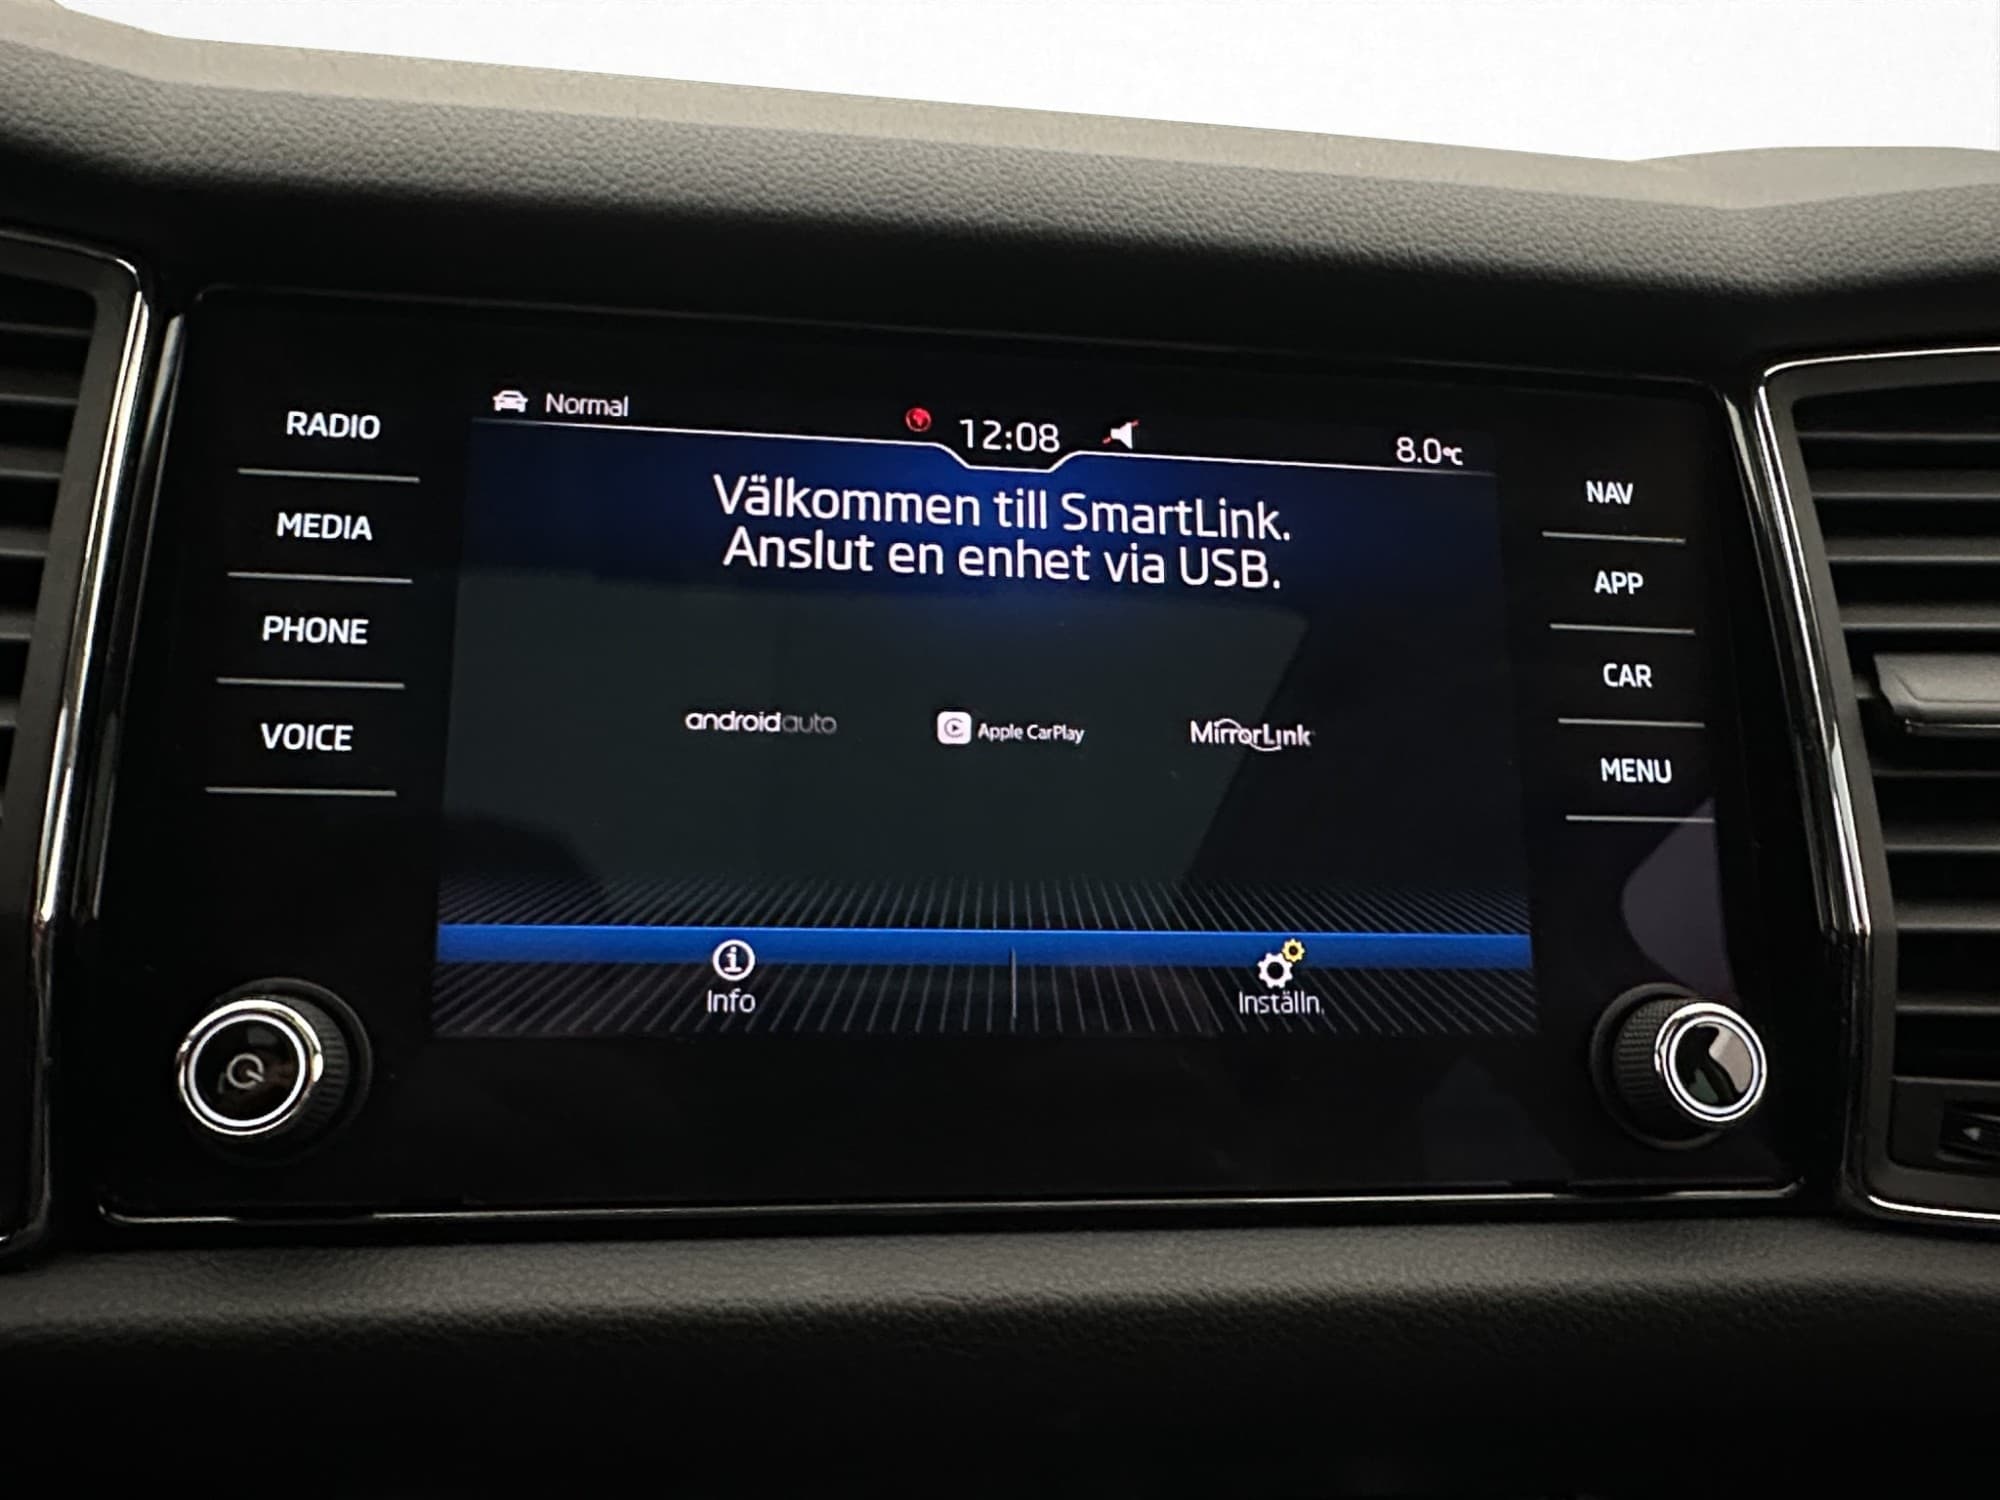 Normal
12:08
8.0°C
RADIO
MEDIA
PHONE
VOICE
Välkommen till SmartLink.
Anslut en enhet via USB.
androidauto
Apple CarPlay
MirrorLink
Info
Inställn.
NAV
APP
CAR
MENU